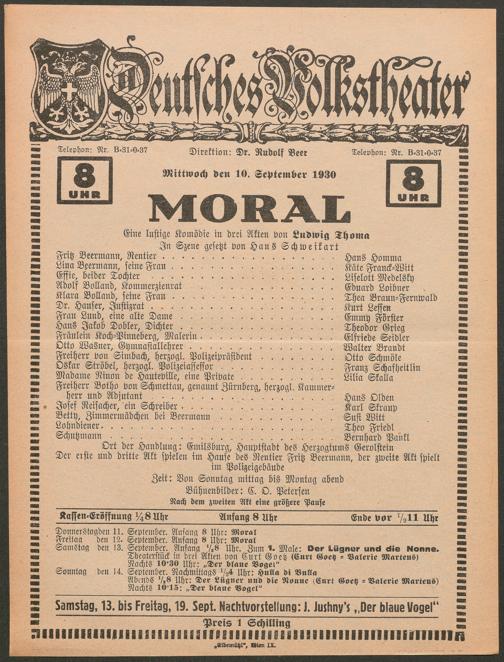 Deutsches Volkstheater
Telephon: Nr. B-31-0-37 Direktion: Dr. Rudolf Beer Telephon: Nr. B-31-0-37
8 UHR Mittwoch den 10. September 1930 8 UHR
MORAL
Eine lustige Komödie in drei Akten von Ludwig Thoma
In Szene gesetzt von Hans Schweikart
Fritz Beermann, Rentier Hans Homma
Lina Beermann, seine Frau Käte Franck-Witt
Effie, beider Tochter Liselott Medelsky
Adolf Bolland, Kommerzienrat Eduard Loibner
Klara Bolland, seine Frau Thea Braun-Fernwald
Dr. Hauser, Justizrat Kurt Lessen
Frau Lund, eine alte Dame Emmy Förster
Hans Jakob Dobler, Dichter Theodor Grieg
Fräulein Koch-Pinneberg, Malerin Elfriede Seidler
Otto Wasner, Gymnasiallehrer Walter Brandt
Freiherr von Simbach, herzogl. Polizeipräsident Otto Schmöle
Oskar Ströbel, herzogl. Polizeiassessor Franz Schafheitlin
Madame Ninon de Hauteville, eine Private Lilia Skalla
Freiherr Botho von Schmettau, genannt Zürnberg, herzogl. Kammer-
herr und Adjutant Hans Olden
Josef Reisacher, ein Schreiber Karl Skraup
Betty, Zimmermädchen bei Beermann Susi Witt
Lohndiener Theo Friedl
Schutzmann Bernhard Pankl
Ort der Handlung: Emilsburg, Hauptstadt des Herzogtums Gerolstein
Der erste und dritte Akt spielen im Hause des Rentier Fritz Beermann, der zweite Akt spielt
im Polizeigebäude
Zeit: Von Sonntag mittag bis Montag abend
Bühnenbilder: C. O. Petersen
Nach dem zweiten Akt eine größere Pause
Kassen-Eröffnung ½8 Uhr Anfang 8 Uhr Ende vor ½11 Uhr
Donnerstag den 11. September. Anfang 8 Uhr: Moral
Freitag den 12. September. Anfang 8 Uhr: Moral
Samstag den 13. September. Anfang ½8 Uhr. Zum 1. Male: Der Lügner und die Nonne.
Theaterstück in drei Akten von Curt Goetz (Curt Goetz = Valerie Martens)
Nachts 10·30 Uhr: „Der blaue Vogel"
Sonntag den 14. September. Nachmittags ½4 Uhr: Hulla di Bulla
Abends ½8 Uhr: Der Lügner und die Nonne (Curt Goetz = Valerie Martens)
Nachts 10·15: „Der blaue Vogel"
Samstag, 13. bis Freitag, 19. Sept. Nachtvorstellung: J. Jushny's „Der blaue Vogel"
Preis 1 Schilling
„Elbemühl", Wien IX.